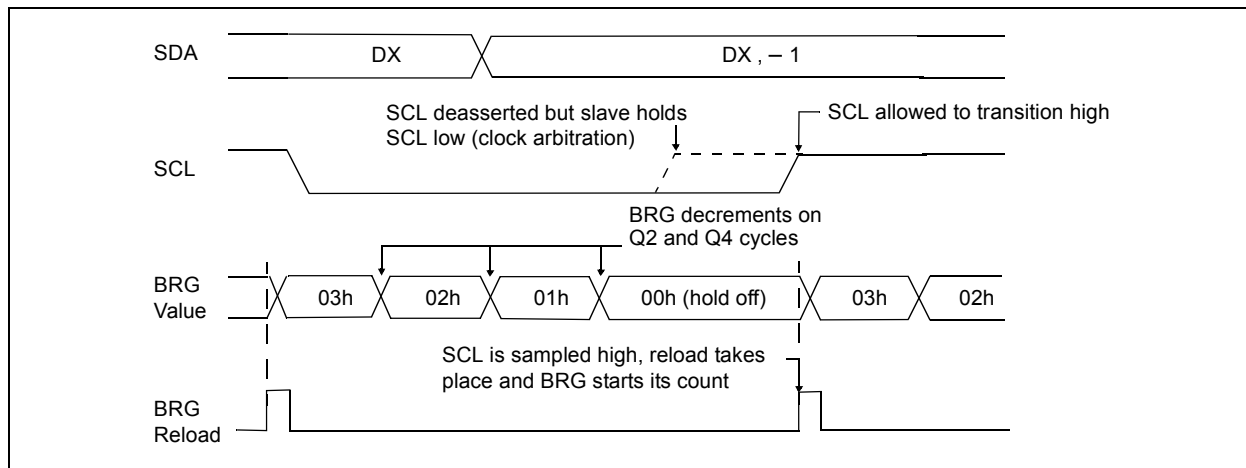 SDA
DX
DX , – 1
SCL deasserted but slave holds
SCL low (clock arbitration)
SCL allowed to transition high
SCL
BRG decrements on
Q2 and Q4 cycles
BRG
Value
03h
02h
01h
00h (hold off)
03h
02h
SCL is sampled high, reload takes
place and BRG starts its count
BRG
Reload